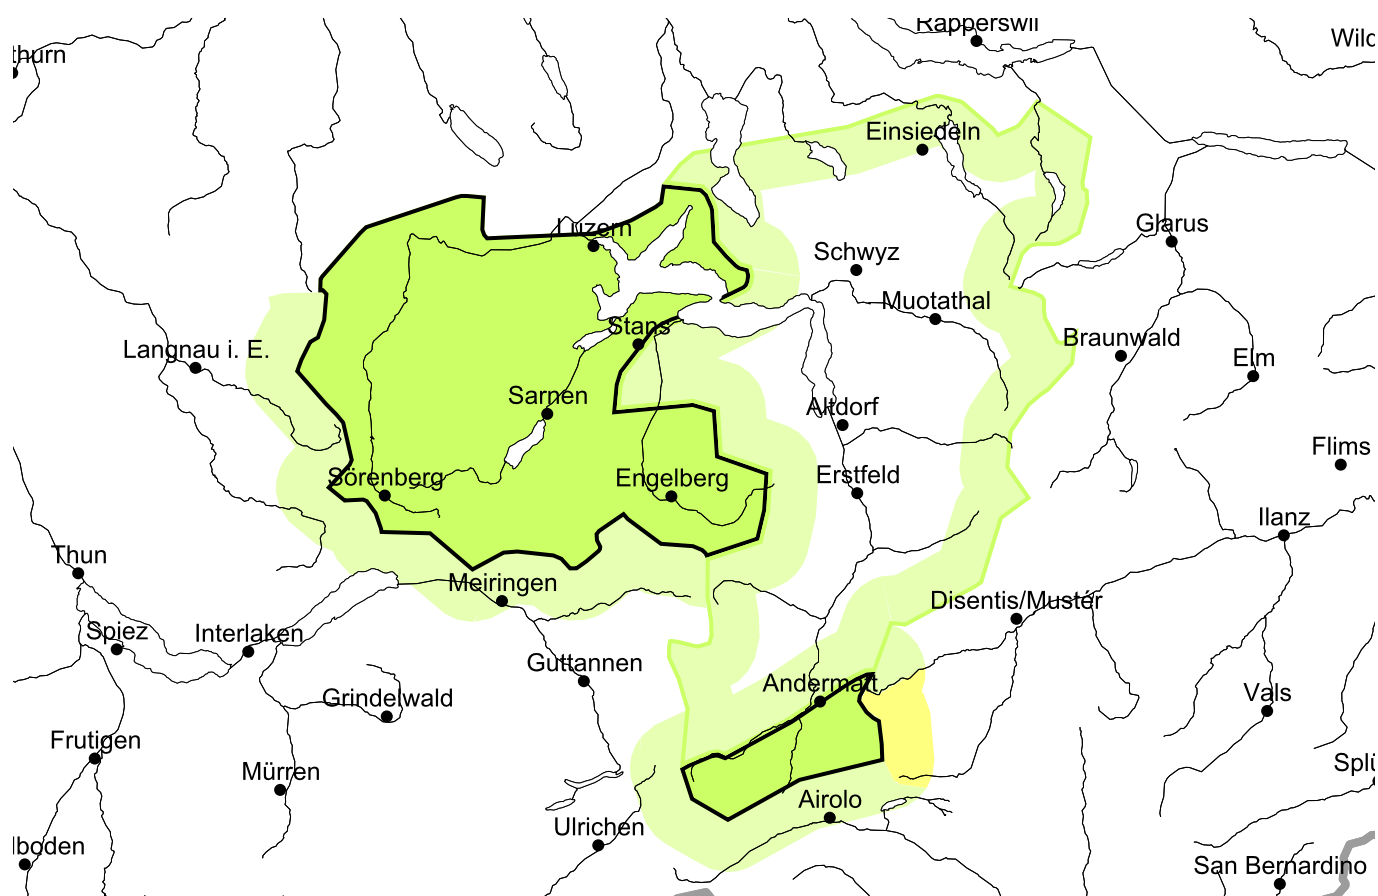 Rapperswil
Wild
thurn
Einsiedeln
Glarus
Luzern
Schwyz
Muotathal
Stans
Braunwald
Langnau i. E.
Elm
Sarnen
Altdorf
Flims
Sörenberg
Engelberg
Erstfeld
Ilanz
Thun
Meiringen
Disentis/Mustér
Spiez
Interlaken
Guttannen
Andermatt
Vals
Grindelwald
Frutigen
Mürren
Splü
Airolo
Ulrichen
lboden
San Bernardino